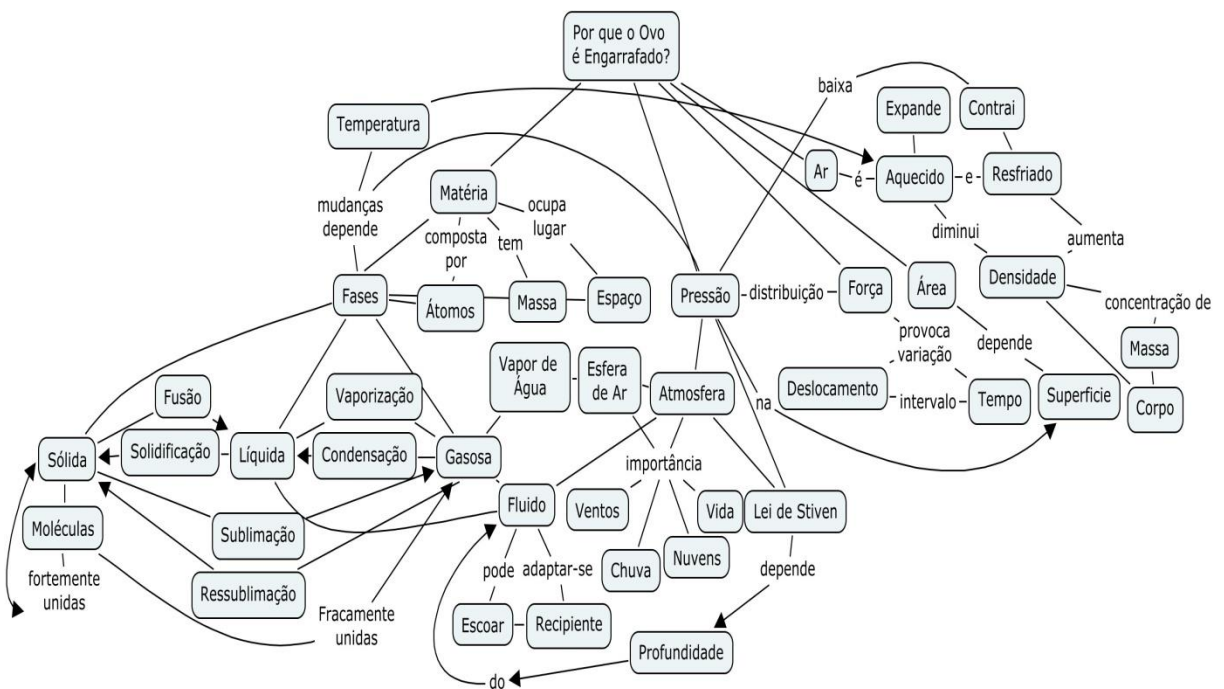 Por que o Ovo
é Engarrafado?
baixa
Expande
Contrai
Temperatura
Ar
é
Aquecido
e
Resfriado
Matéria
mudanças
depende
composta
por
tem
ocupa
lugar
diminui
aumenta
Fases
Átomos
Massa
Espaço
Pressão
distribuição
Força
Área
Densidade
concentração de
Massa
Corpo
provoca
variação
depende
Deslocamento
intervalo
Tempo
Superficie
Vapor de
Água
Esfera
de Ar
Atmosfera
na
Fusão
Vaporização
Sólida
Solidificação
Líquida
Condensação
Gasosa
importância
Moléculas
Sublimação
Fluido
Ventos
Chuva
Nuvens
Vida
Lei de Stiven
fortemente
unidas
Ressublimação
Fracamente
unidas
pode
adaptar-se
depende
Escoar
Recipiente
Profundidade
do